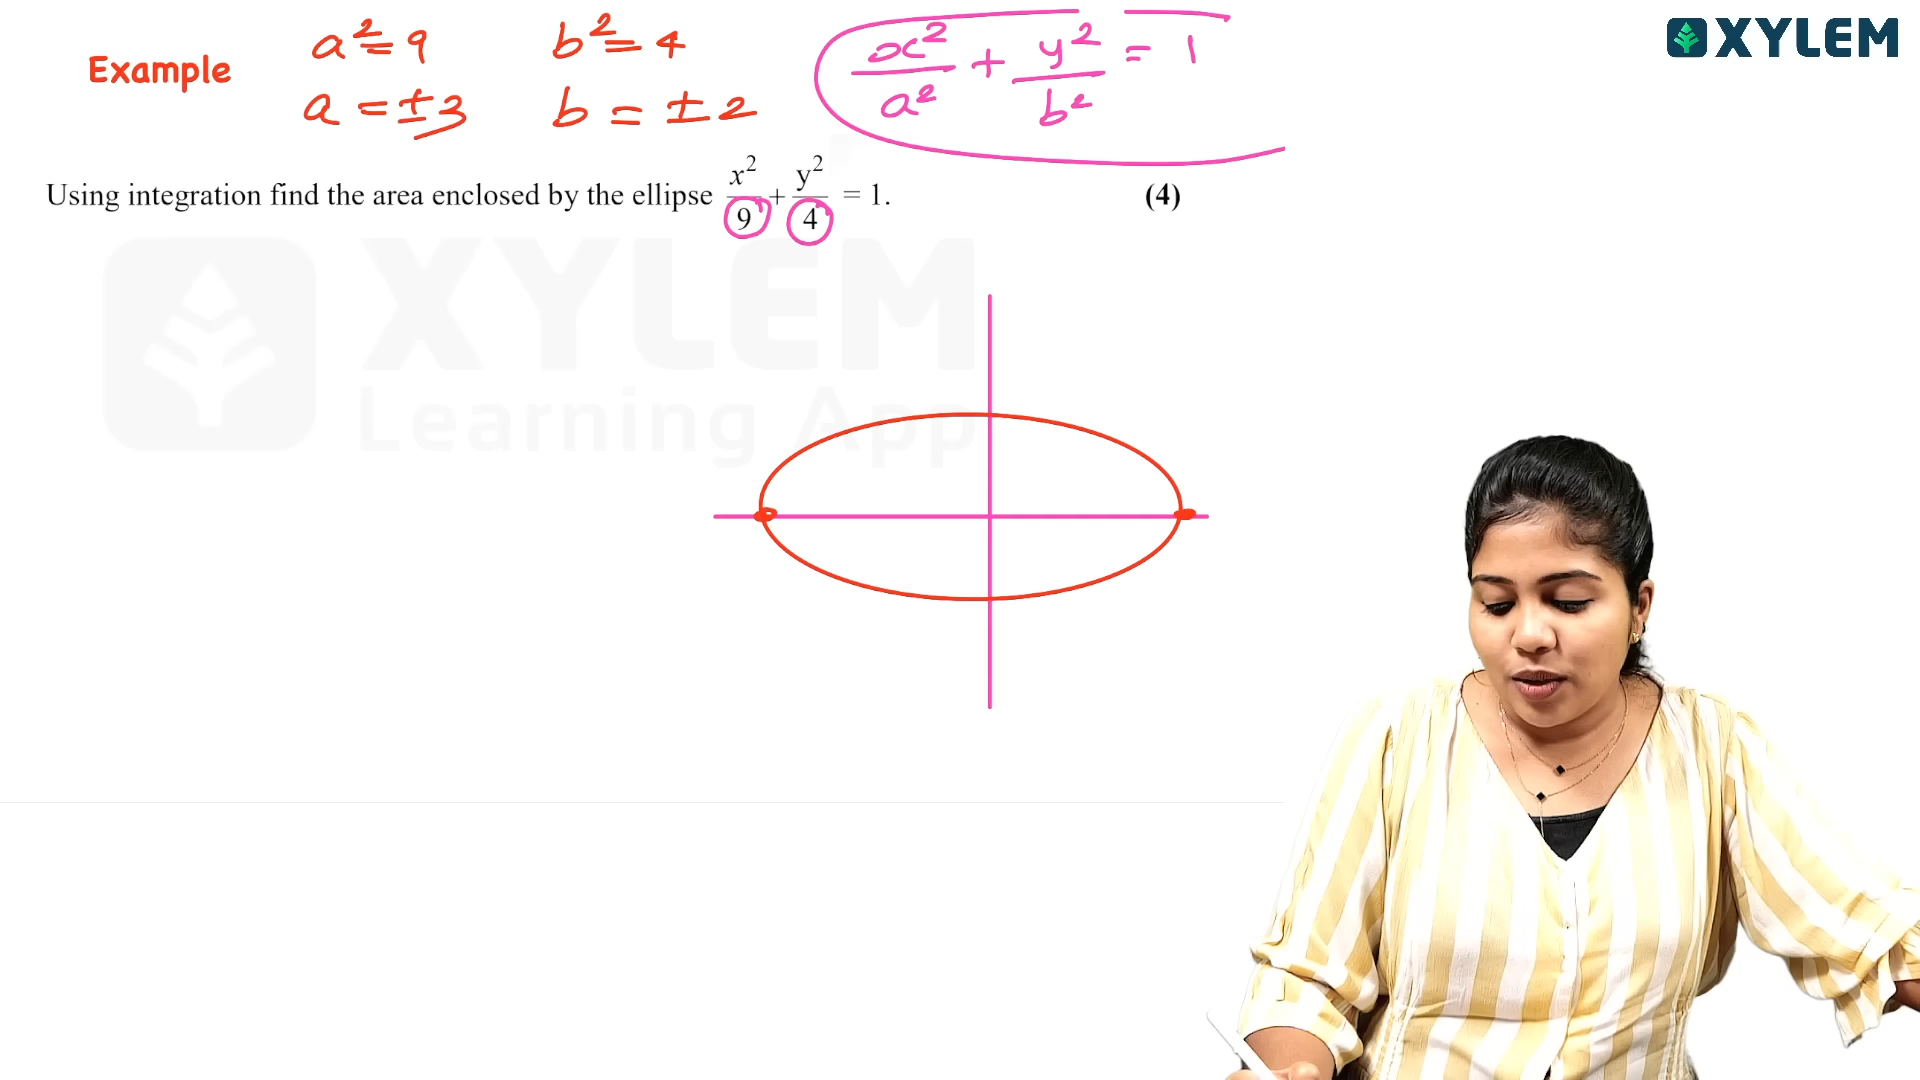 XYLEM
Example
a² = 9
b² = 4
x²/a² + y²/b² = 1
a = ±3
b = ±2
Using integration find the area enclosed by the ellipse x²/9 + y²/4 = 1. (4)
XYLEM
Learning App